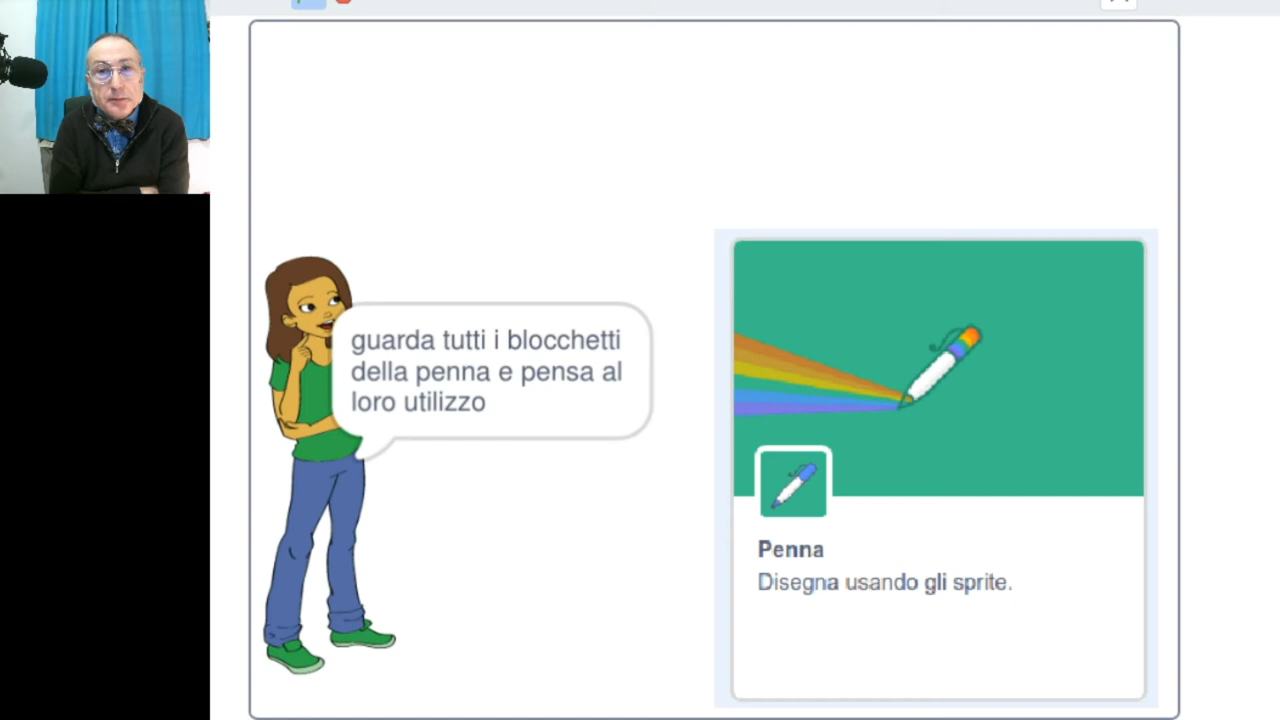 guarda tutti i blocchetti
della penna e pensa al
loro utilizzo
Penna
Disegna usando gli sprite.